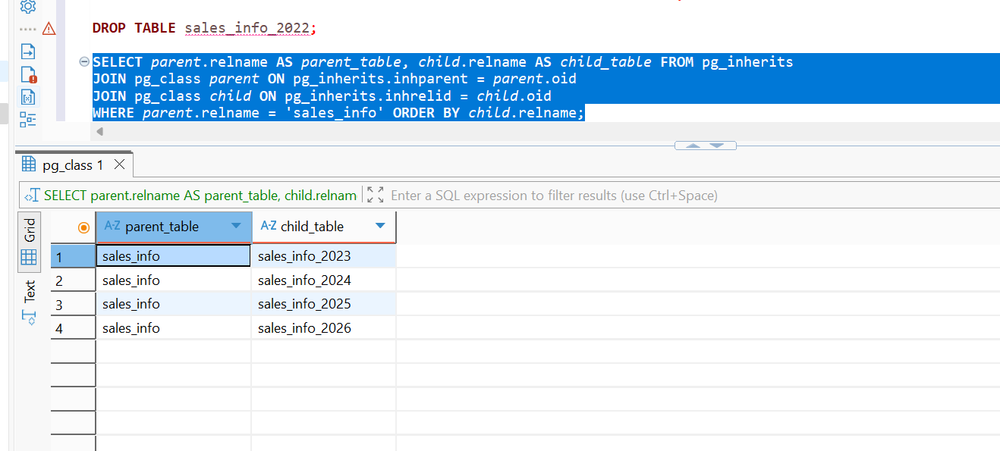 DROP TABLE sales_info_2022;
SELECT parent.relname AS parent_table, child.relname AS child_table FROM pg_inherits
JOIN pg_class parent ON pg_inherits.inhparent = parent.oid
JOIN pg_class child ON pg_inherits.inhrelid = child.oid
WHERE parent.relname = 'sales_info' ORDER BY child.relname;
pg_class 1
SELECT parent.relname AS parent_table, child.relnam Enter a SQL expression to filter results (use Ctrl+Space)
Grid
Text
A-Z parent_table A-Z child_table
1 sales_info sales_info_2023
2 sales_info sales_info_2024
3 sales_info sales_info_2025
4 sales_info sales_info_2026